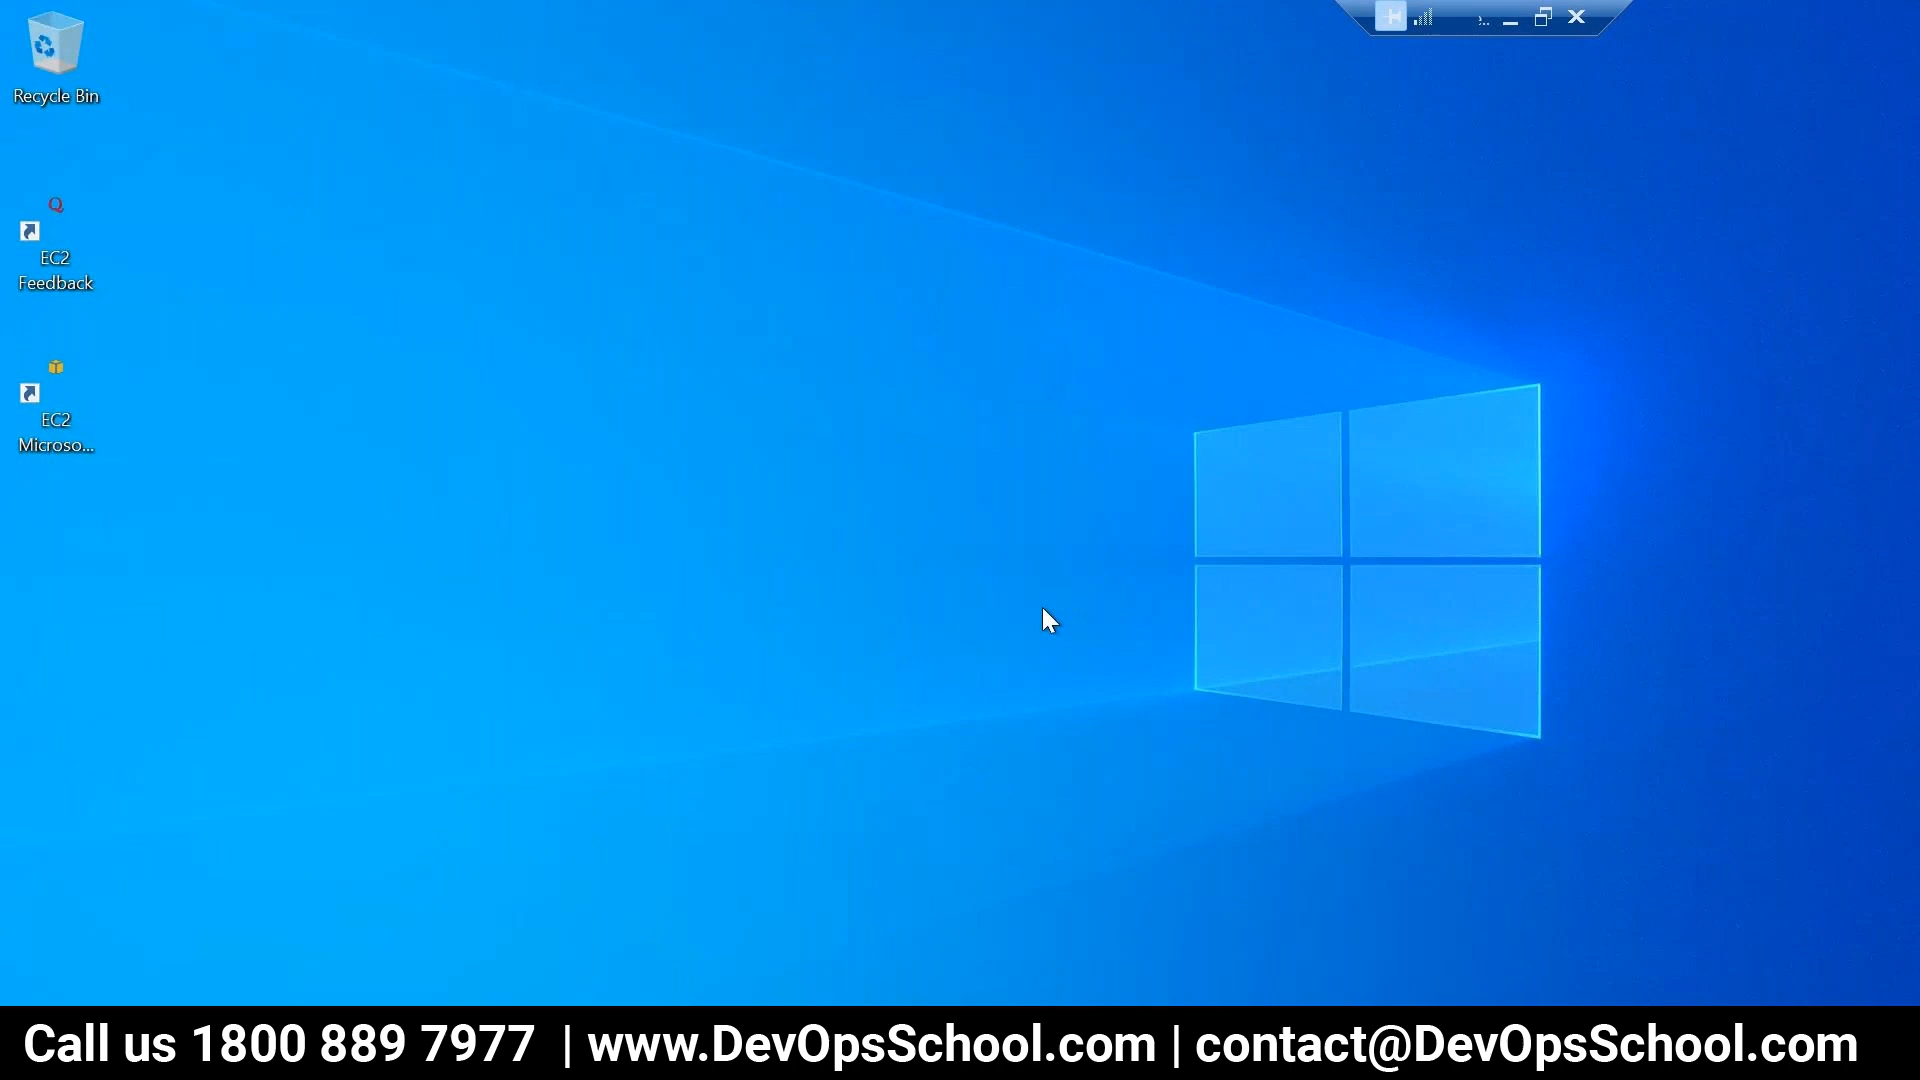 Recycle Bin
EC2
Feedback
EC2
Microso...
Call us 1800 889 7977 | www.DevOpsSchool.com | contact@DevOpsSchool.com